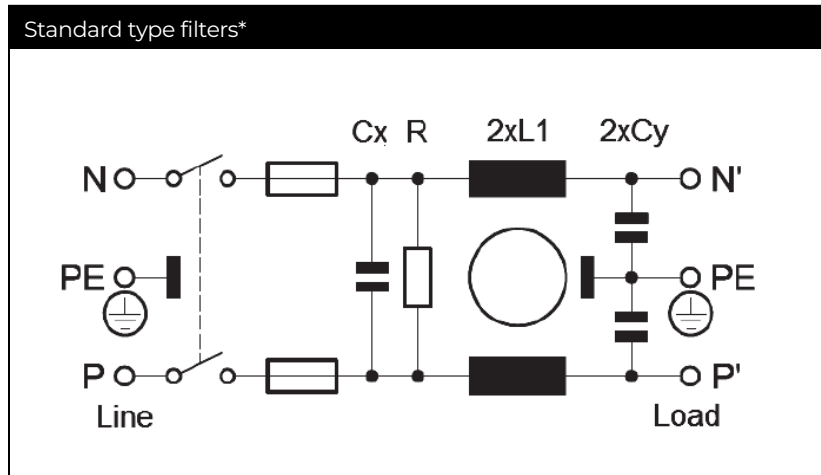 Standard type filters*
Cx R 2xL1 2xCy
N N'
PE PE
P P'
Line Load